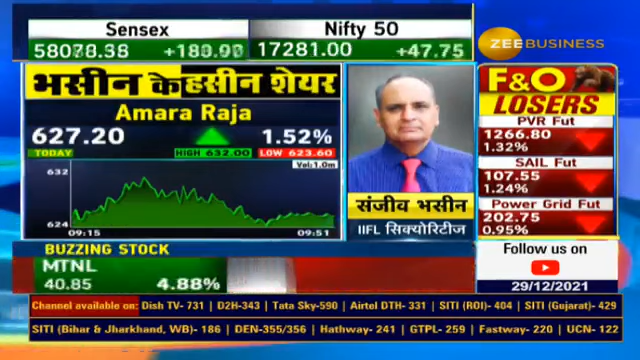 Sensex
Nifty 50
58078.38 +180.90
17281.00 +47.75
ZEE BUSINESS
भसीन के हसीन शेयर
Amara Raja
627.20 1.52%
TODAY HIGH 632.00 LOW 623.60
Vol:1.0m
632
624
09:15 09:51
संजीव भसीन
IIFL सिक्योरिटीज
F&O
LOSERS
PVR Fut
1266.80
1.32%
SAIL Fut
107.55
1.24%
Power Grid Fut
202.75
0.95%
BUZZING STOCK
MTNL
40.85 4.88%
Follow us on
29/12/2021
Channel available on: Dish TV- 731 | D2H-343 | Tata Sky-590 | Airtel DTH- 331 | SITI (ROI)- 404 | SITI (Gujarat)- 429
SITI (Bihar & Jharkhand, WB)- 186 | DEN-355/356 | Hathway- 241 | GTPL- 259 | Fastway- 220 | UCN- 122